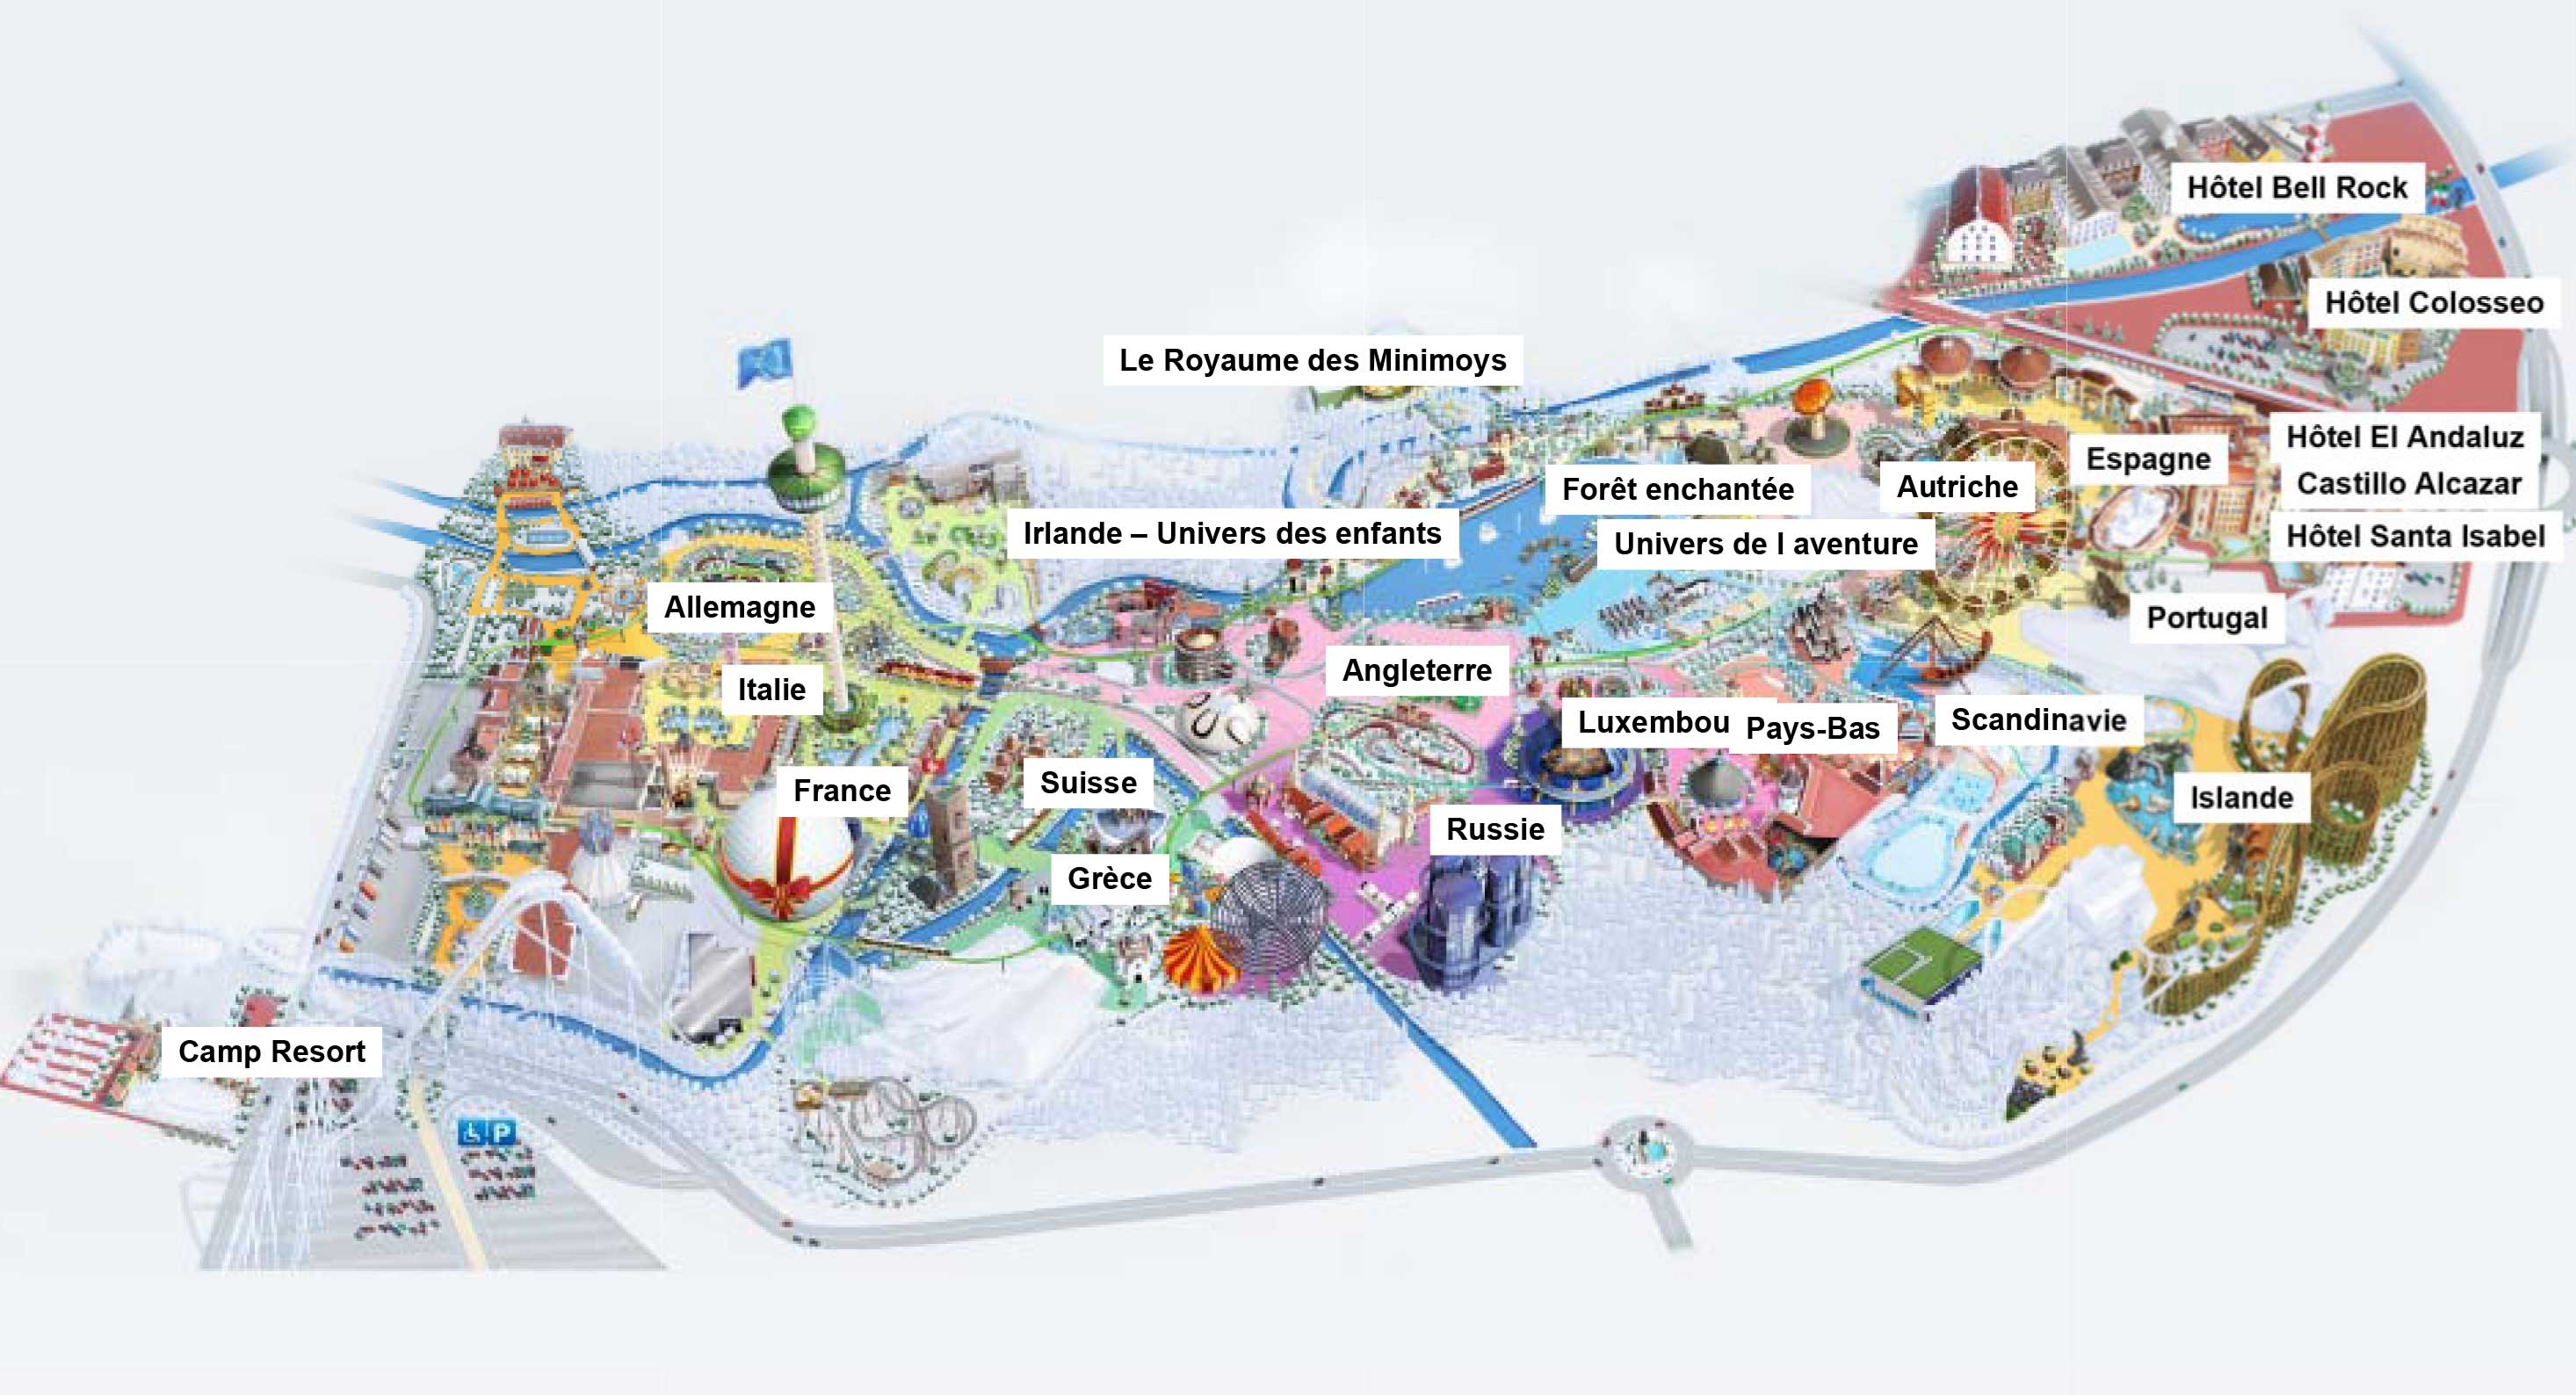 Hôtel Bell Rock
Hôtel Colosseo
Le Royaume des Minimoys
Hôtel El Andaluz
Espagne
Castillo Alcazar
Forêt enchantée
Autriche
Irlande – Univers des enfants
Univers de l aventure
Hôtel Santa Isabel
Allemagne
Portugal
Angleterre
Italie
Luxembou
Pays-Bas
Scandinavie
Suisse
France
Islande
Russie
Grèce
Camp Resort
P